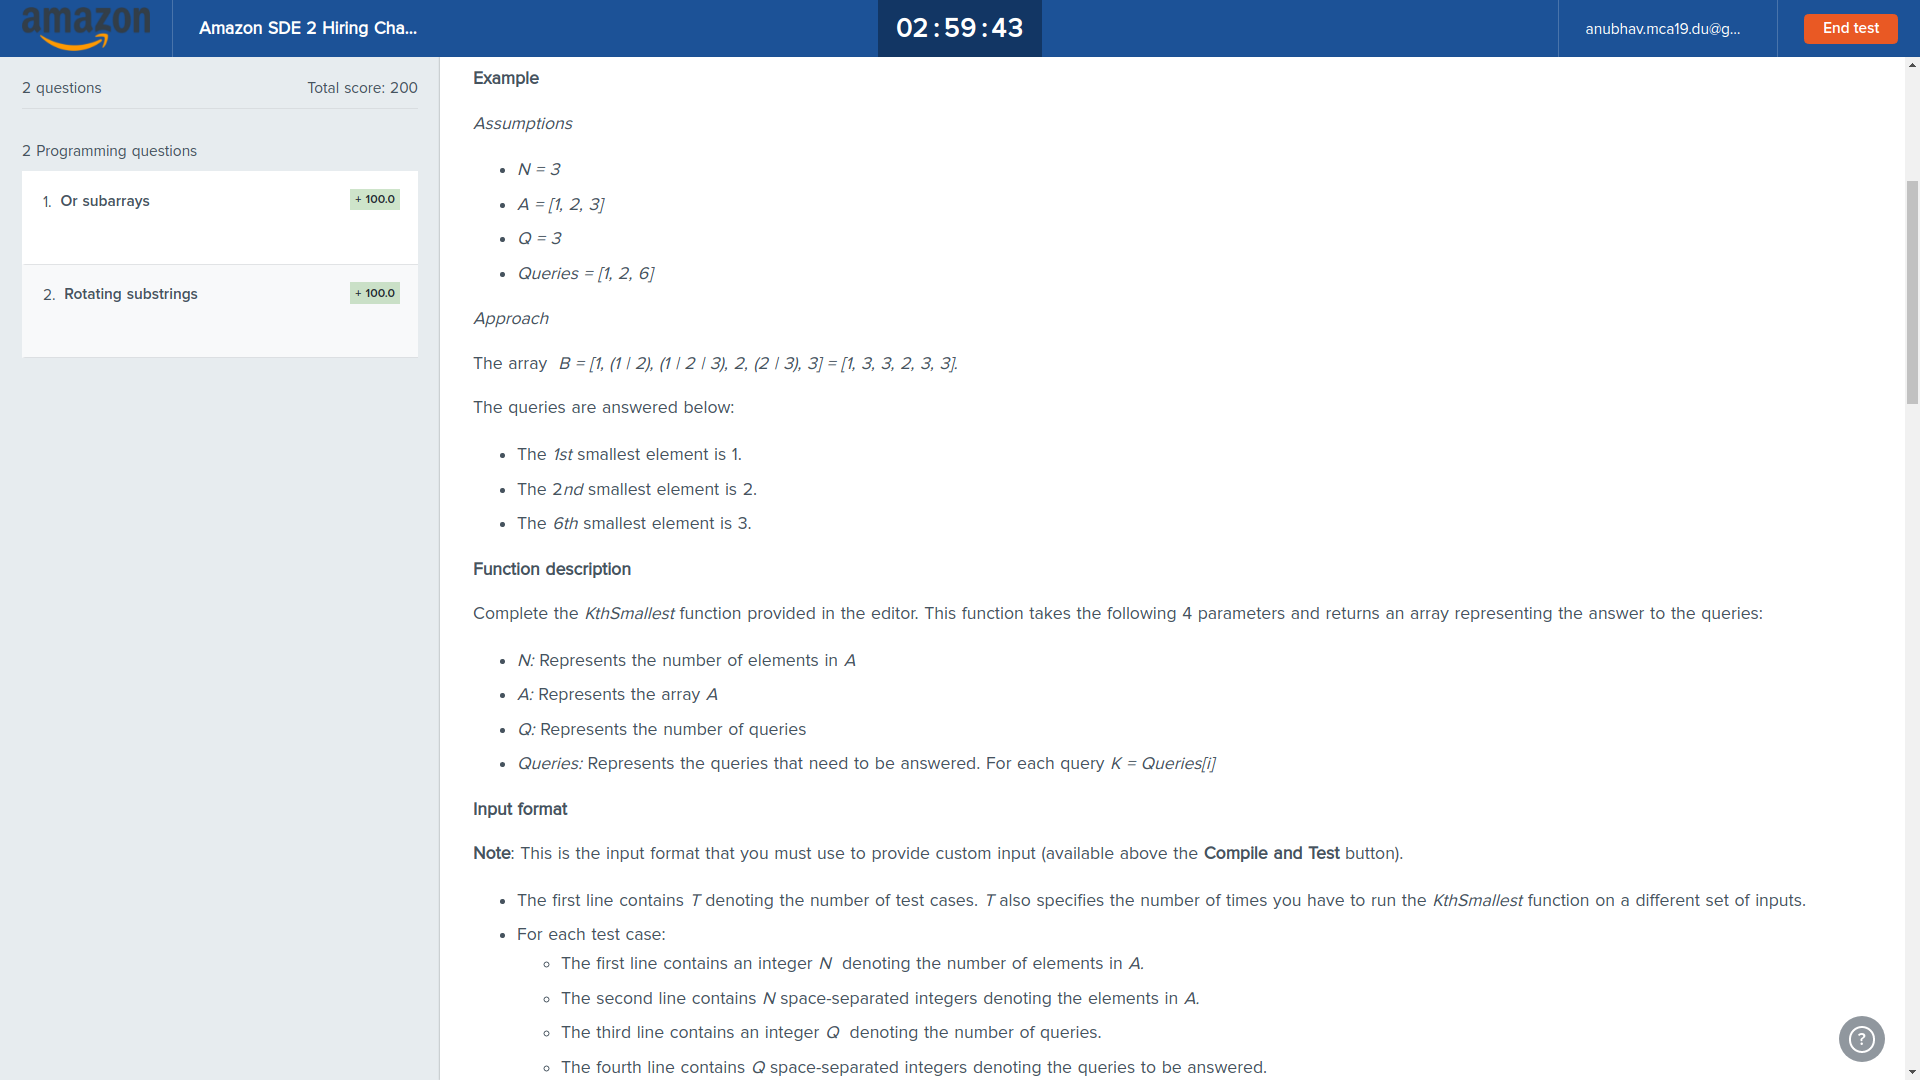 amazon
Amazon SDE 2 Hiring Cha...
02:59:43
anubhav.mca19.du@g...
End test
2 questions
Total score: 200
2 Programming questions
1. Or subarrays
+ 100.0
2. Rotating substrings
+ 100.0
Example
Assumptions
• N = 3
• A = [1, 2, 3]
• Q = 3
• Queries = [1, 2, 6]
Approach
The array B = [1, (1 | 2), (1 | 2 | 3), 2, (2 | 3), 3] = [1, 3, 3, 2, 3, 3].
The queries are answered below:
• The 1st smallest element is 1.
• The 2nd smallest element is 2.
• The 6th smallest element is 3.
Function description
Complete the KthSmallest function provided in the editor. This function takes the following 4 parameters and returns an array representing the answer to the queries:
• N: Represents the number of elements in A
• A: Represents the array A
• Q: Represents the number of queries
• Queries: Represents the queries that need to be answered. For each query K = Queries[i]
Input format
Note: This is the input format that you must use to provide custom input (available above the Compile and Test button).
• The first line contains T denoting the number of test cases. T also specifies the number of times you have to run the KthSmallest function on a different set of inputs.
• For each test case:
◦ The first line contains an integer N denoting the number of elements in A.
◦ The second line contains N space-separated integers denoting the elements in A.
◦ The third line contains an integer Q denoting the number of queries.
◦ The fourth line contains Q space-separated integers denoting the queries to be answered.
?